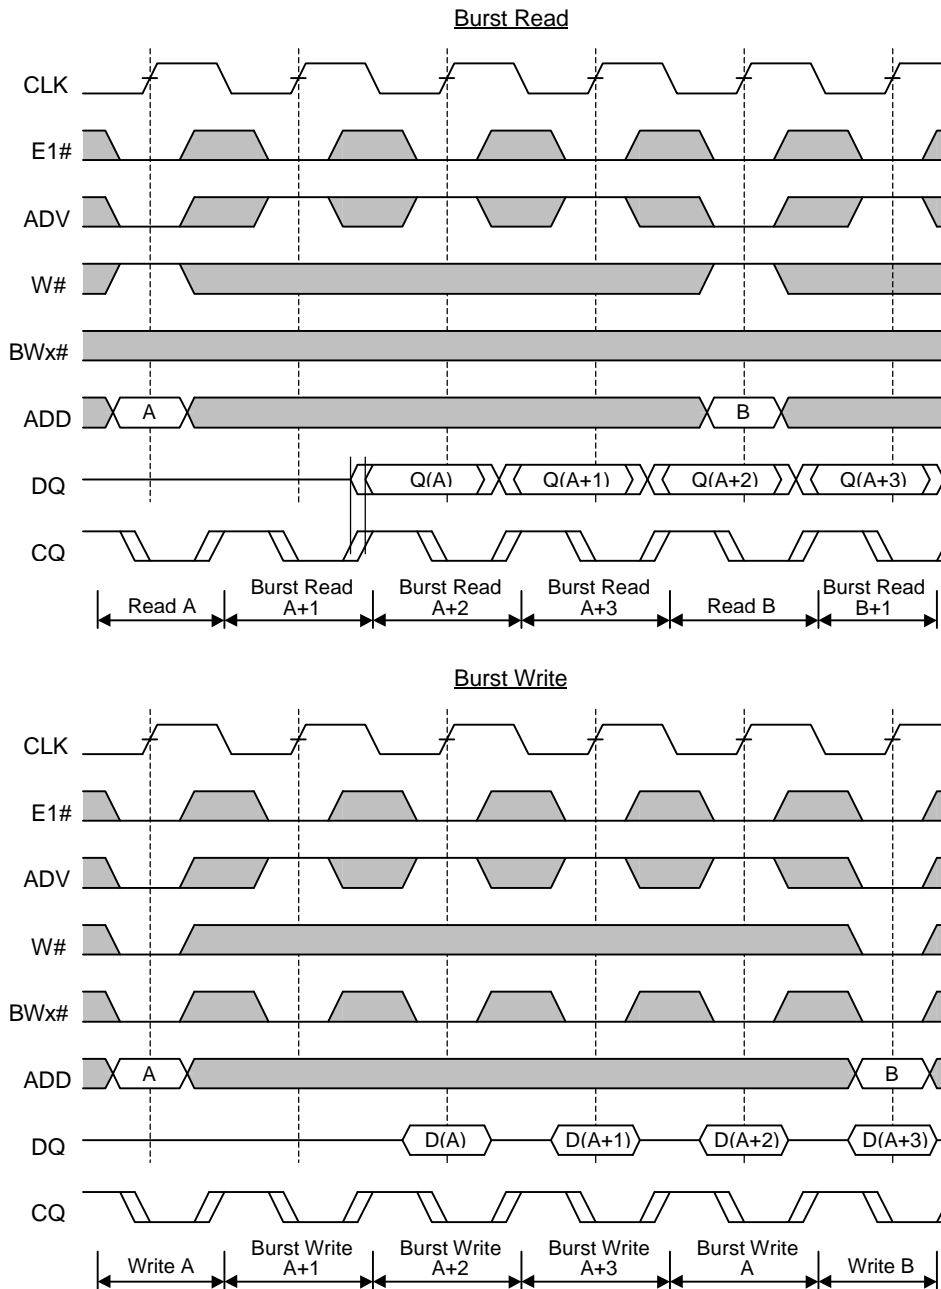 Burst Read
CLK
E1#
ADV
W#
BWx#
ADD A B
DQ Q(A) Q(A+1) Q(A+2) Q(A+3)
CQ
Read A Burst Read A+1 Burst Read A+2 Burst Read A+3 Read B Burst Read B+1
Burst Write
CLK
E1#
ADV
W#
BWx#
ADD A B
DQ D(A) D(A+1) D(A+2) D(A+3)
CQ
Write A Burst Write A+1 Burst Write A+2 Burst Write A+3 Burst Write A Write B